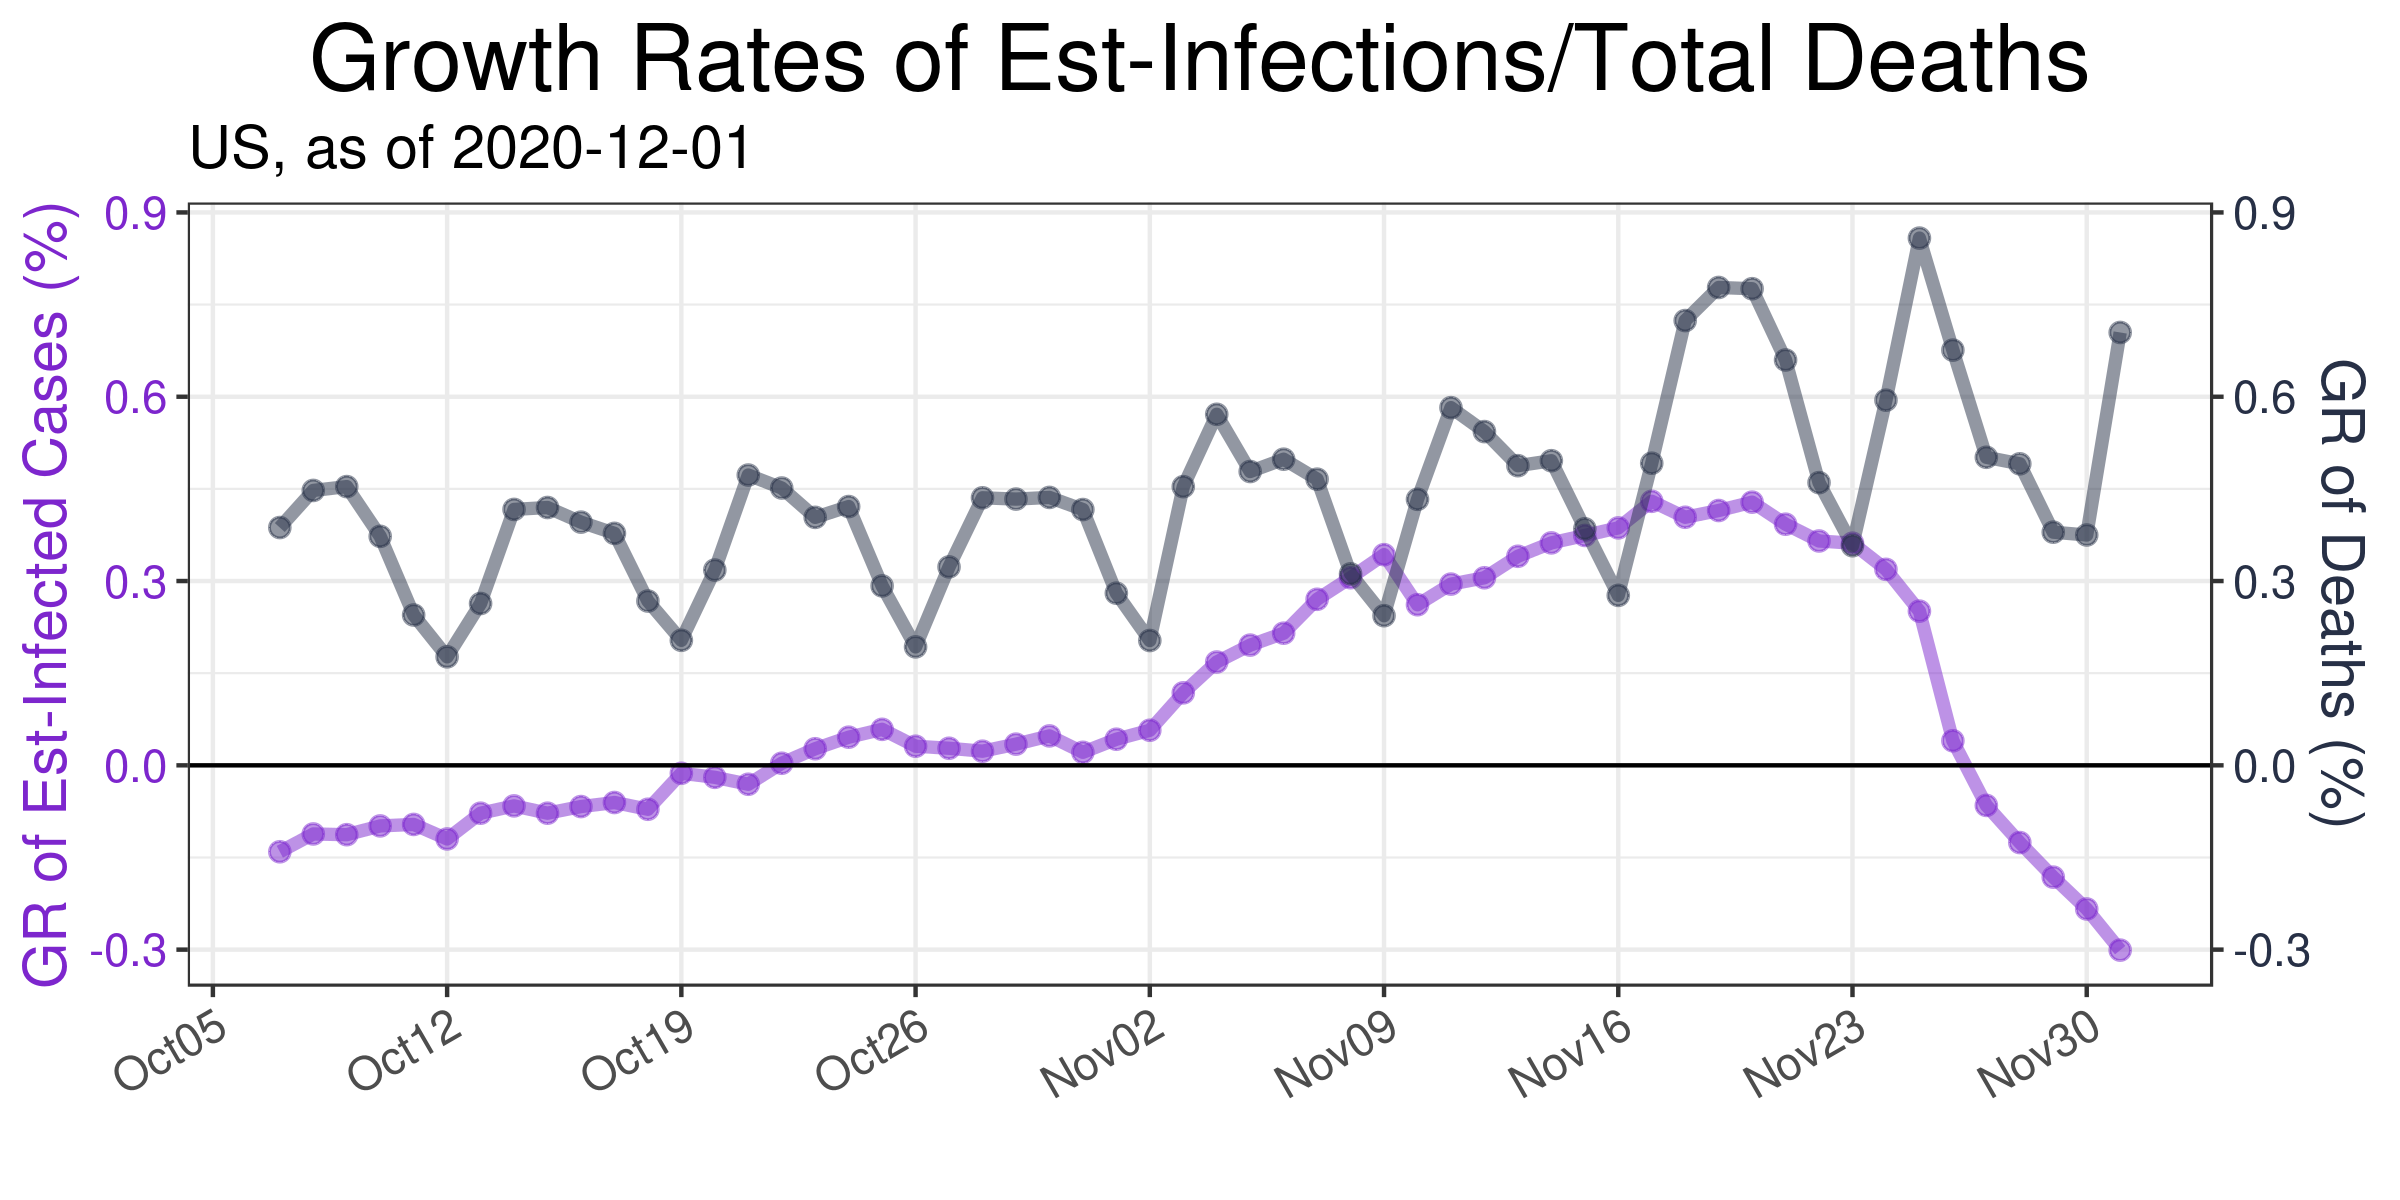 Growth Rates of Est-Infections/Total Deaths
US, as of 2020-12-01
GR of Est-Infected Cases (%)
0.9
0.6
0.3
0.0
-0.3
0.9
0.6
0.3
0.0
-0.3
GR of Deaths (%)
Oct05 Oct12 Oct19 Oct26 Nov02 Nov09 Nov16 Nov23 Nov30